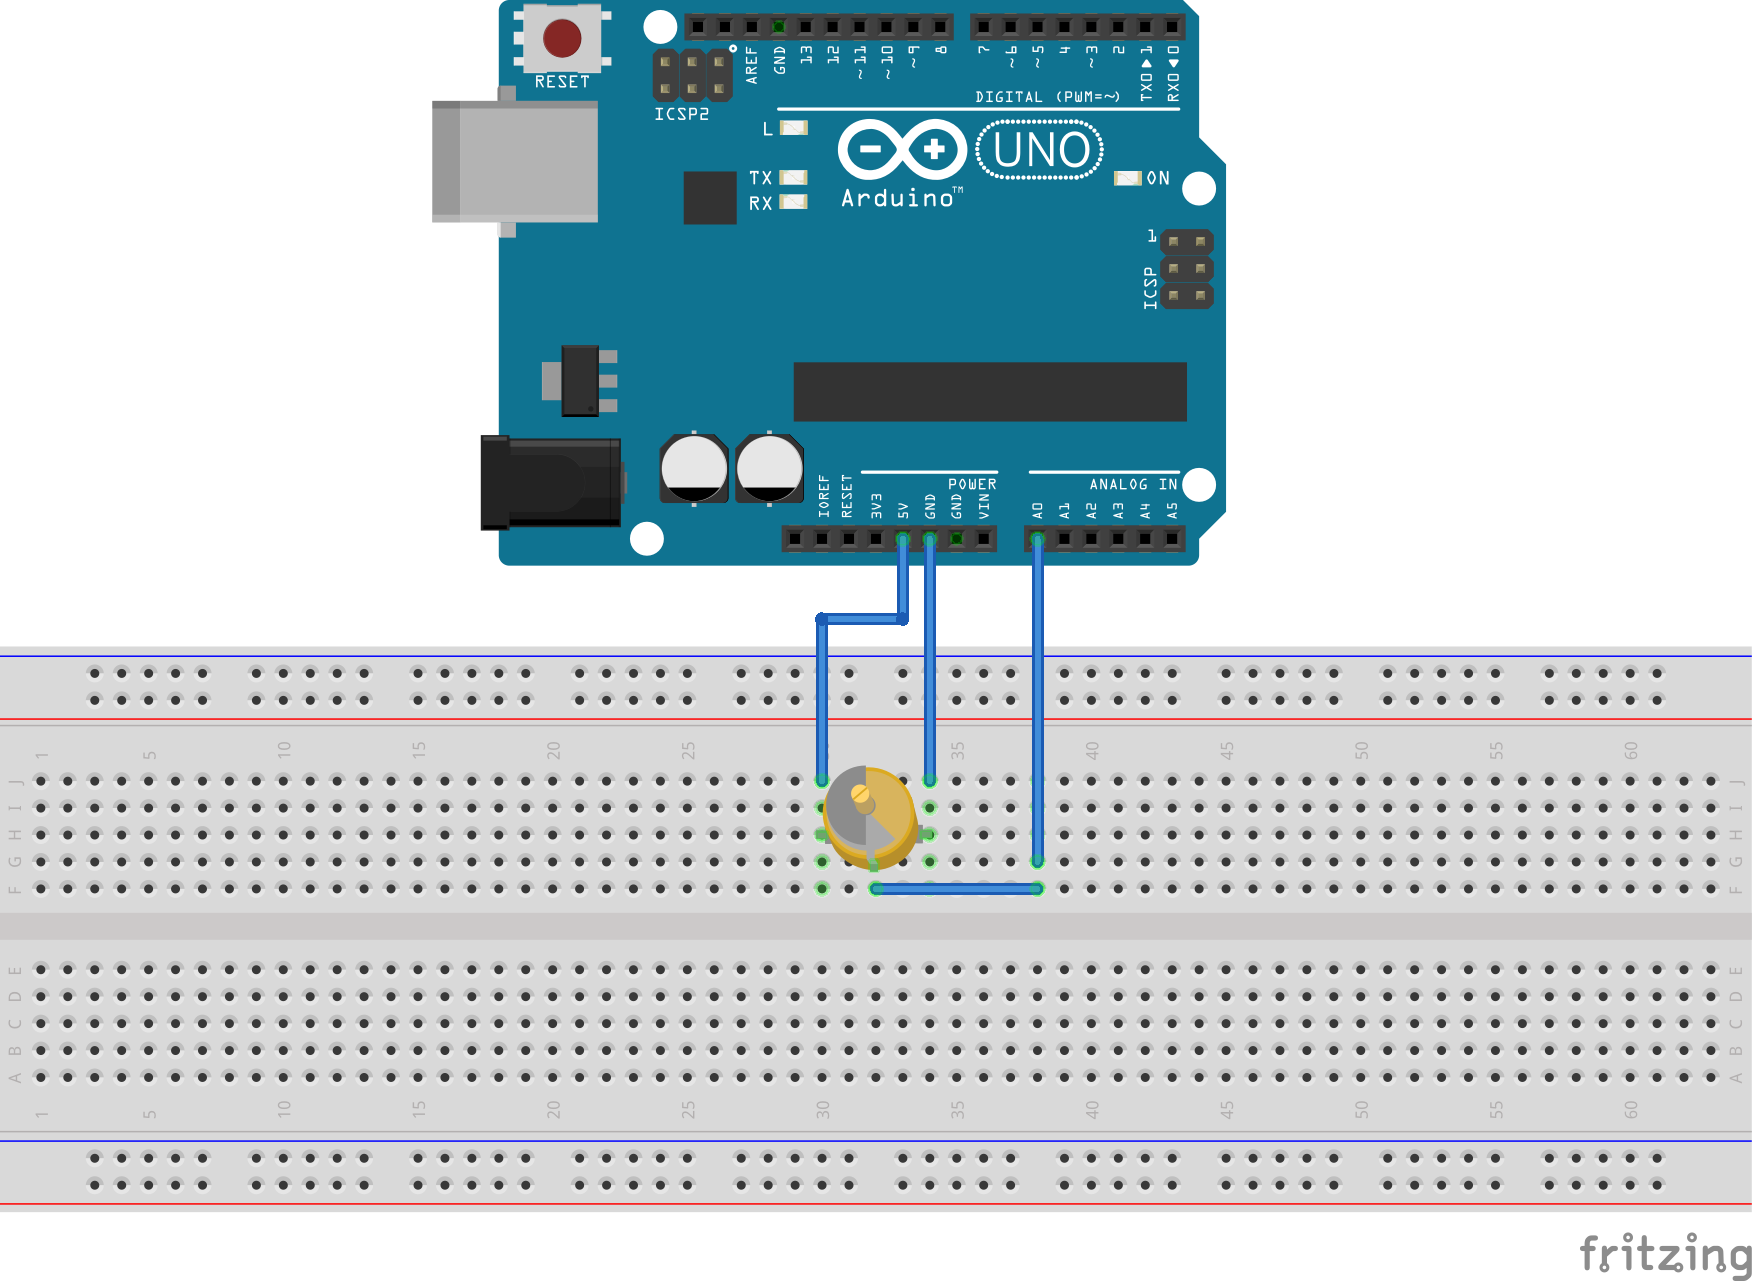 RESET
ICSP2
AREF
GND
13
12
~11
~10
~9
8
7
~6
~5
4
~3
2
TX0 ▶ 1
RX0 ◀ 0
DIGITAL (PWM=~)
L
TX
RX
UNO
Arduino™
ON
1
ICSP
IOREF
RESET
3V3
5V
GND
GND
VIN
POWER
A0
A1
A2
A3
A4
A5
ANALOG IN
1 5 10 15 20 25 35 40 45 50 55 60
J J
I I
H H
G G
F F
E E
D D
C C
B B
A A
1 5 10 15 20 25 30 35 40 45 50 55 60
fritzing